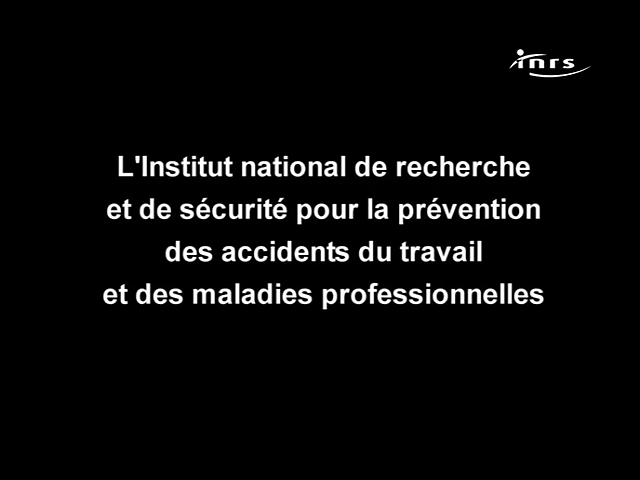 inrs
L'Institut national de recherche
et de sécurité pour la prévention
des accidents du travail
et des maladies professionnelles